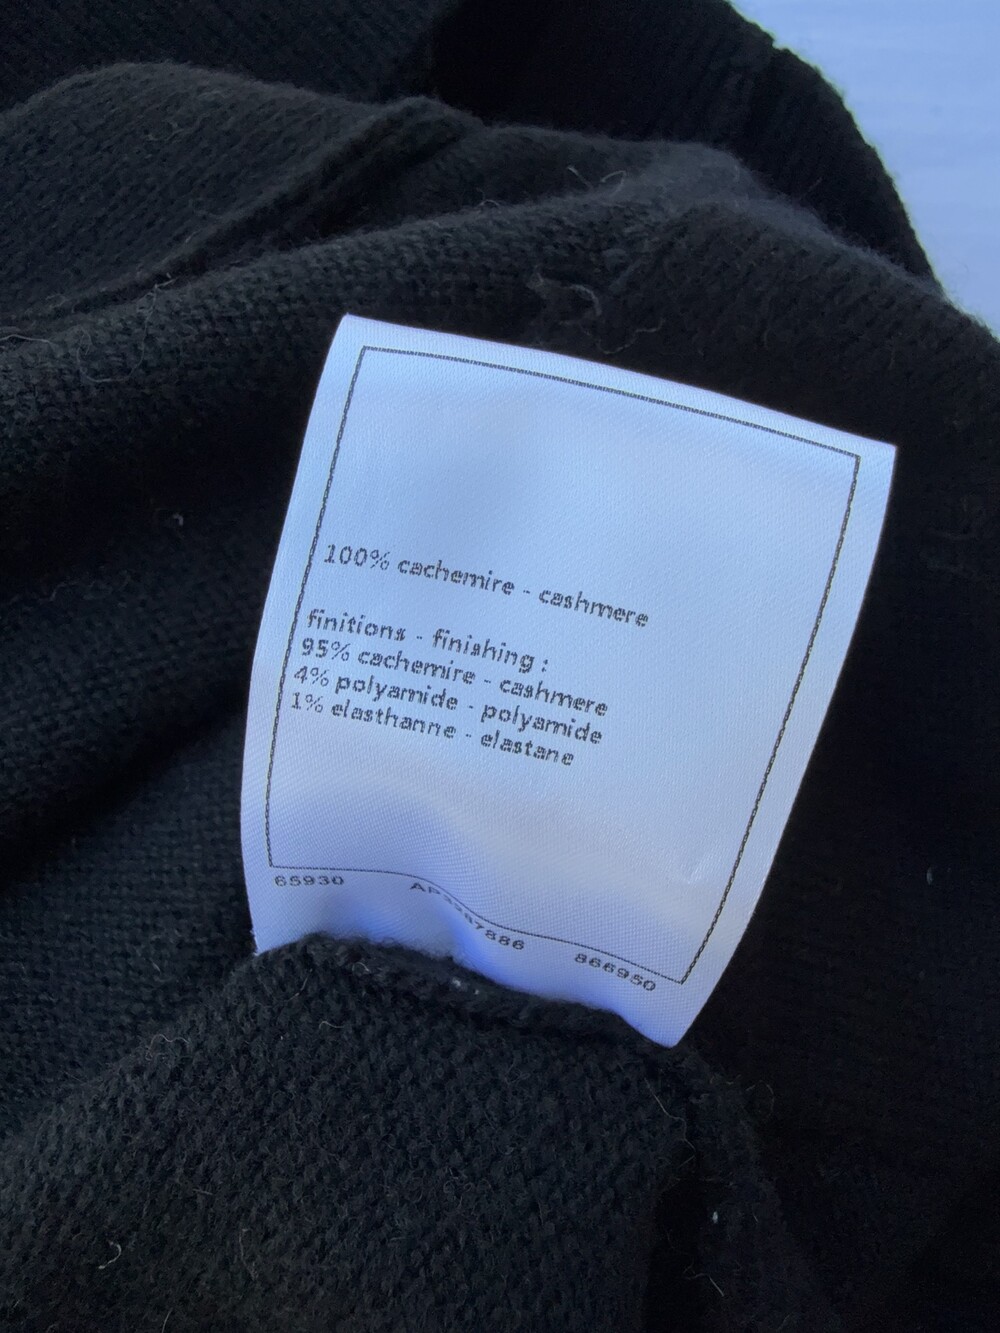 100% cachemire - cashmere
finitions - finishing :
95% cachemire - cashmere
4% polyamide - polyamide
1% elasthanne - elastane
65930 866950